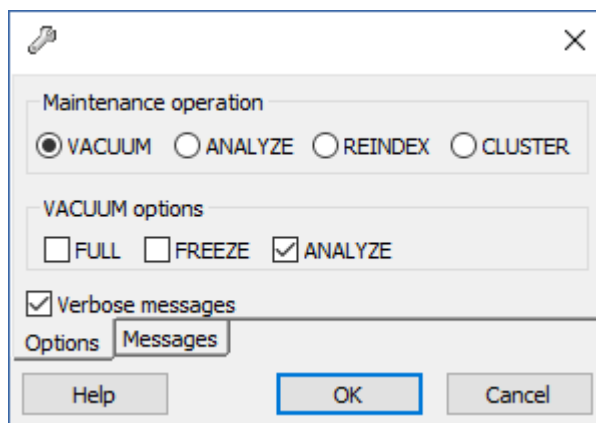 Maintenance operation
VACUUM ANALYZE REINDEX CLUSTER
VACUUM options
FULL FREEZE ANALYZE
Verbose messages
Options Messages
Help OK Cancel